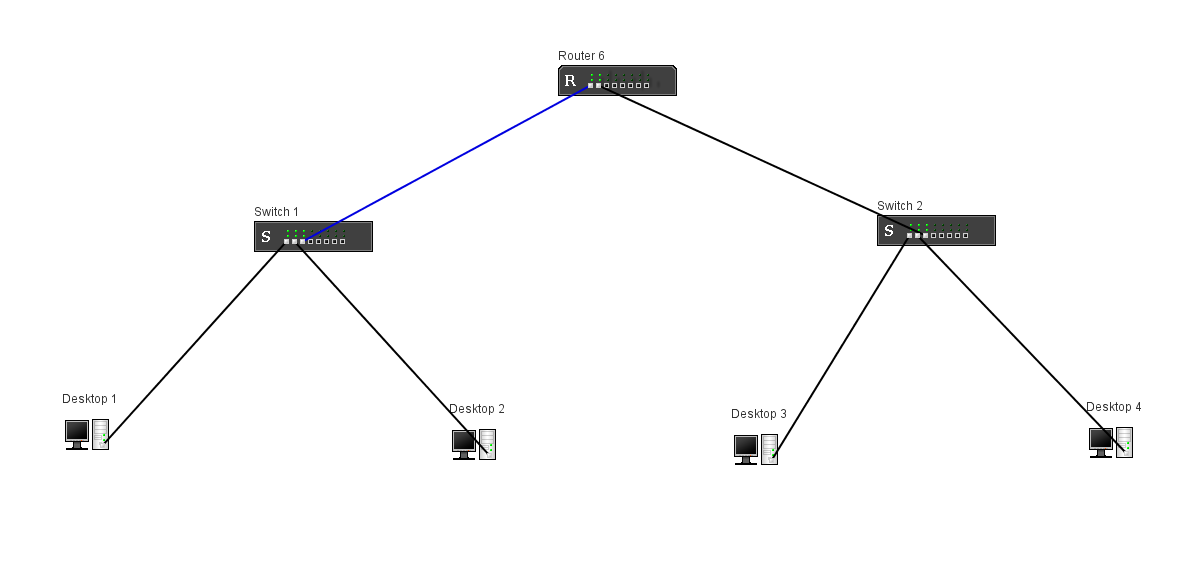 Router 6
R
Switch 1
S
Switch 2
S
Desktop 1
Desktop 2
Desktop 3
Desktop 4